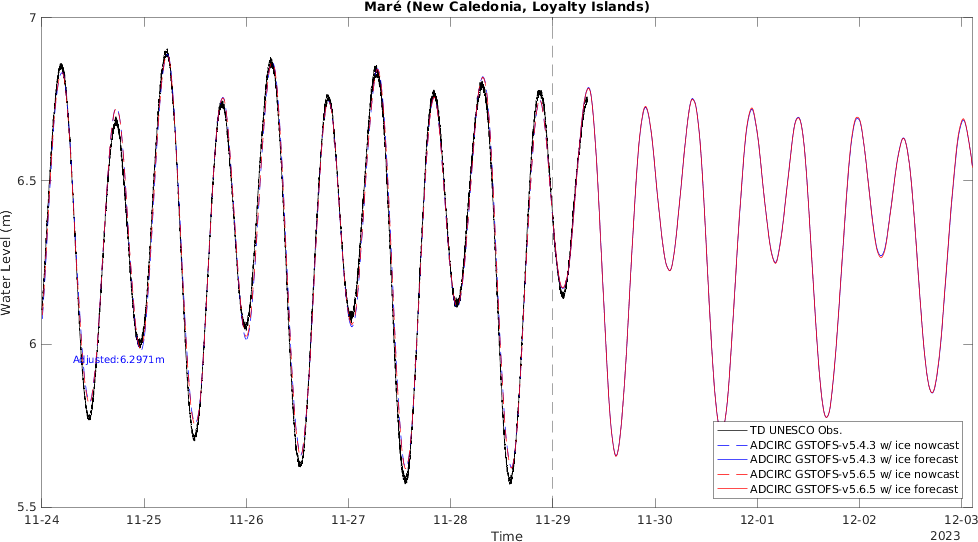 Maré (New Caledonia, Loyalty Islands)
7
6.5
6
5.5
Water Level (m)
Adjusted:6.2971m
TD UNESCO Obs.
ADCIRC GSTOFS-v5.4.3 w/ ice nowcast
ADCIRC GSTOFS-v5.4.3 w/ ice forecast
ADCIRC GSTOFS-v5.6.5 w/ ice nowcast
ADCIRC GSTOFS-v5.6.5 w/ ice forecast
11-24 11-25 11-26 11-27 11-28 11-29 11-30 12-01 12-02 12-03
Time
2023